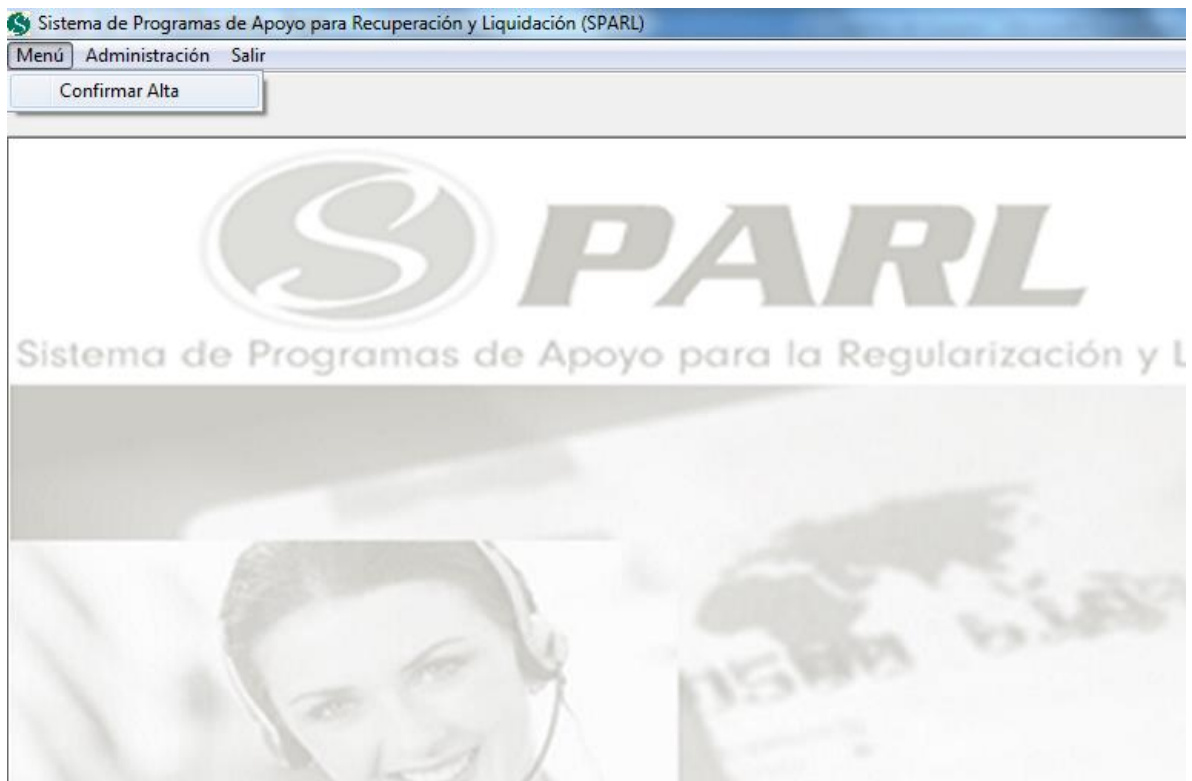 Sistema de Programas de Apoyo para Recuperación y Liquidación (SPARL)
Menú Administración Salir
Confirmar Alta
S PARL
Sistema de Programas de Apoyo para la Regularización y L